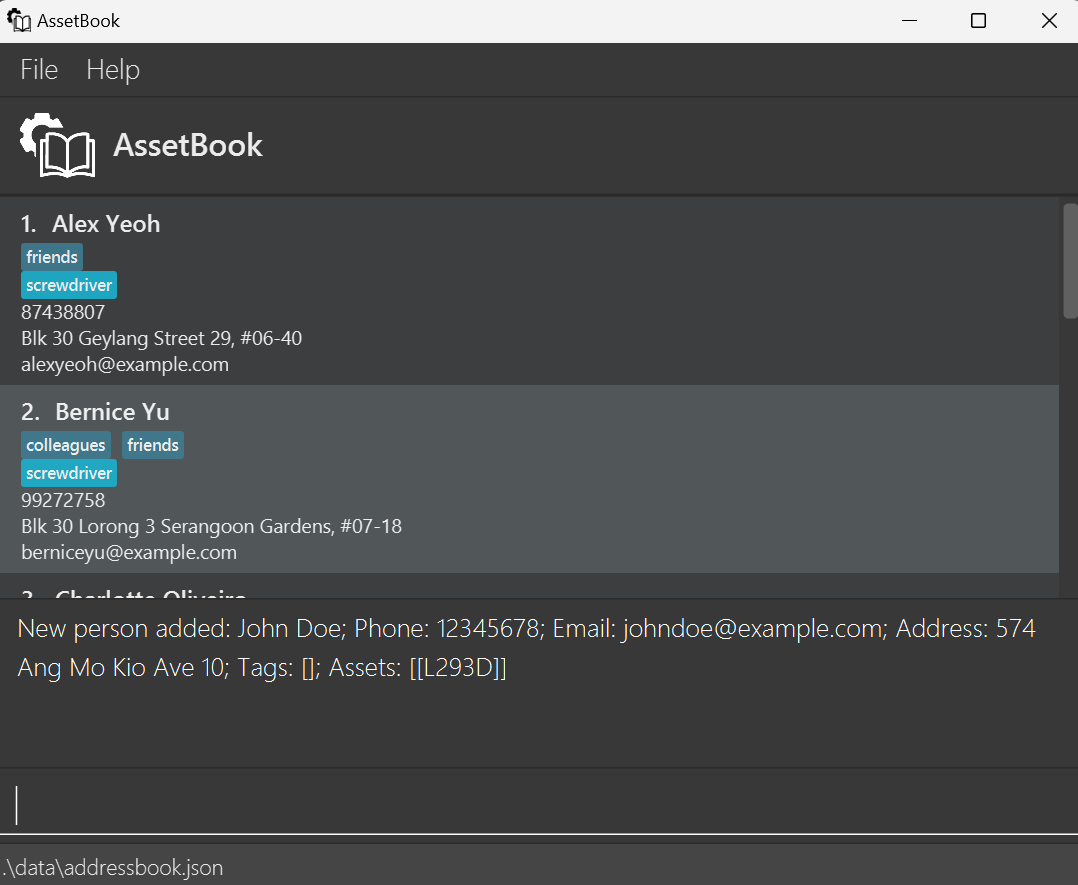 AssetBook
File Help
AssetBook
1. Alex Yeoh
friends
screwdriver
87438807
Blk 30 Geylang Street 29, #06-40
alexyeoh@example.com
2. Bernice Yu
colleagues friends
screwdriver
99272758
Blk 30 Lorong 3 Serangoon Gardens, #07-18
berniceyu@example.com
3. Charlotte Oliveiro
New person added: John Doe; Phone: 12345678; Email: johndoe@example.com; Address: 574
Ang Mo Kio Ave 10; Tags: []; Assets: [[L293D]]
.\data\addressbook.json